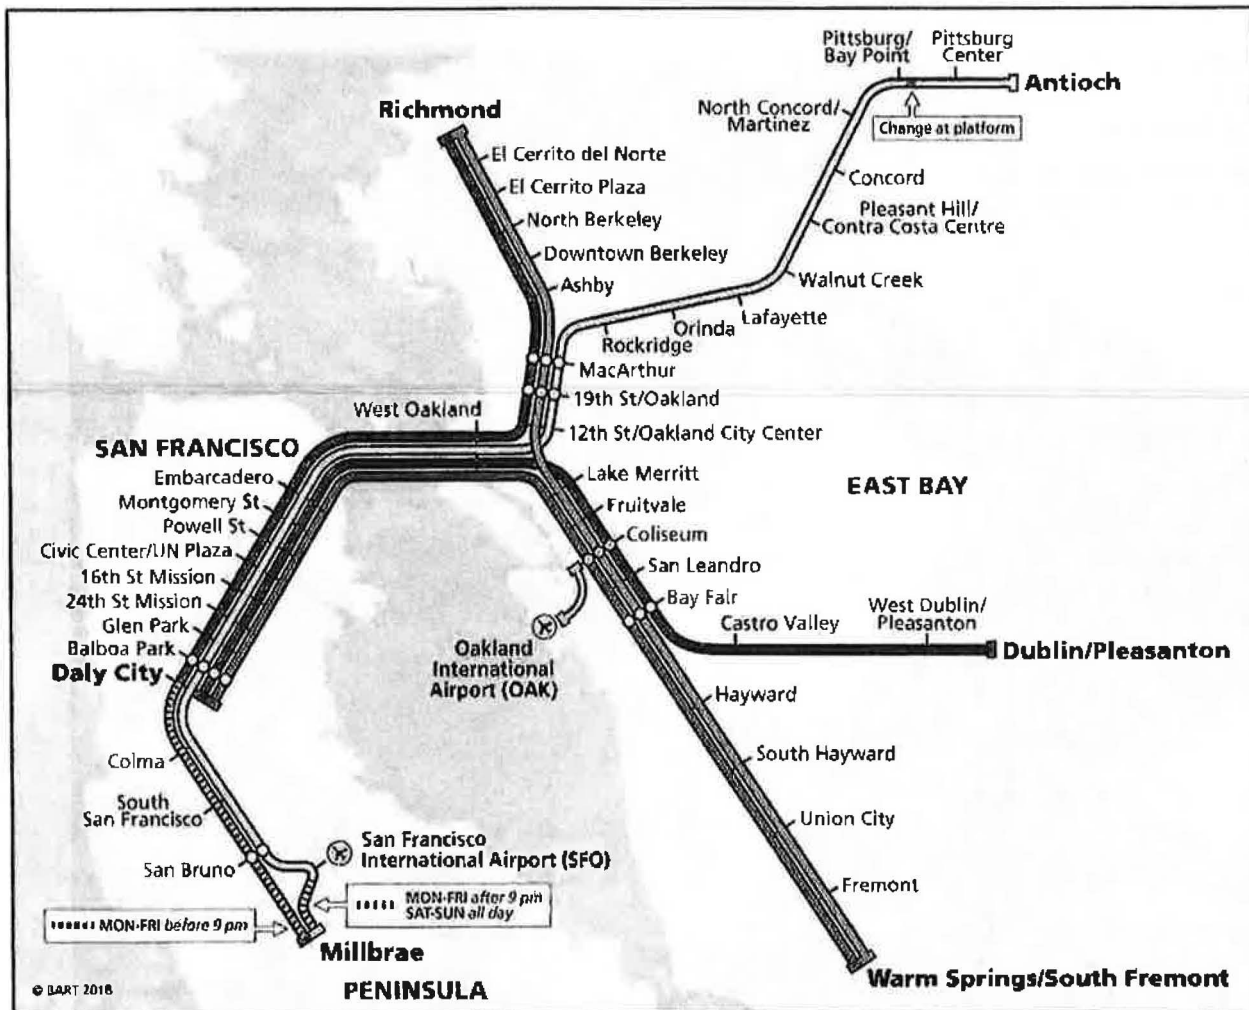 Pittsburg/
Bay Point
Pittsburg
Center
Antioch
Richmond
North Concord/
Martinez
Change at platform
El Cerrito del Norte
El Cerrito Plaza
Concord
North Berkeley
Pleasant Hill/
Contra Costa Centre
Downtown Berkeley
Ashby
Walnut Creek
Lafayette
Orinda
Rockridge
MacArthur
19th St/Oakland
West Oakland
12th St/Oakland City Center
SAN FRANCISCO
Embarcadero
Lake Merritt
EAST BAY
Montgomery St
Fruitvale
Powell St
Coliseum
Civic Center/UN Plaza
San Leandro
16th St Mission
24th St Mission
Bay Fair
West Dublin/
Pleasanton
Glen Park
Castro Valley
Balboa Park
Oakland
International
Airport (OAK)
Dublin/Pleasanton
Daly City
Hayward
Colma
South Hayward
South
San Francisco
Union City
San Francisco
International Airport (SFO)
San Bruno
Fremont
MON-FRI after 9 pm
SAT-SUN all day
MON-FRI before 9 pm
Millbrae
Warm Springs/South Fremont
© BART 2018
PENINSULA